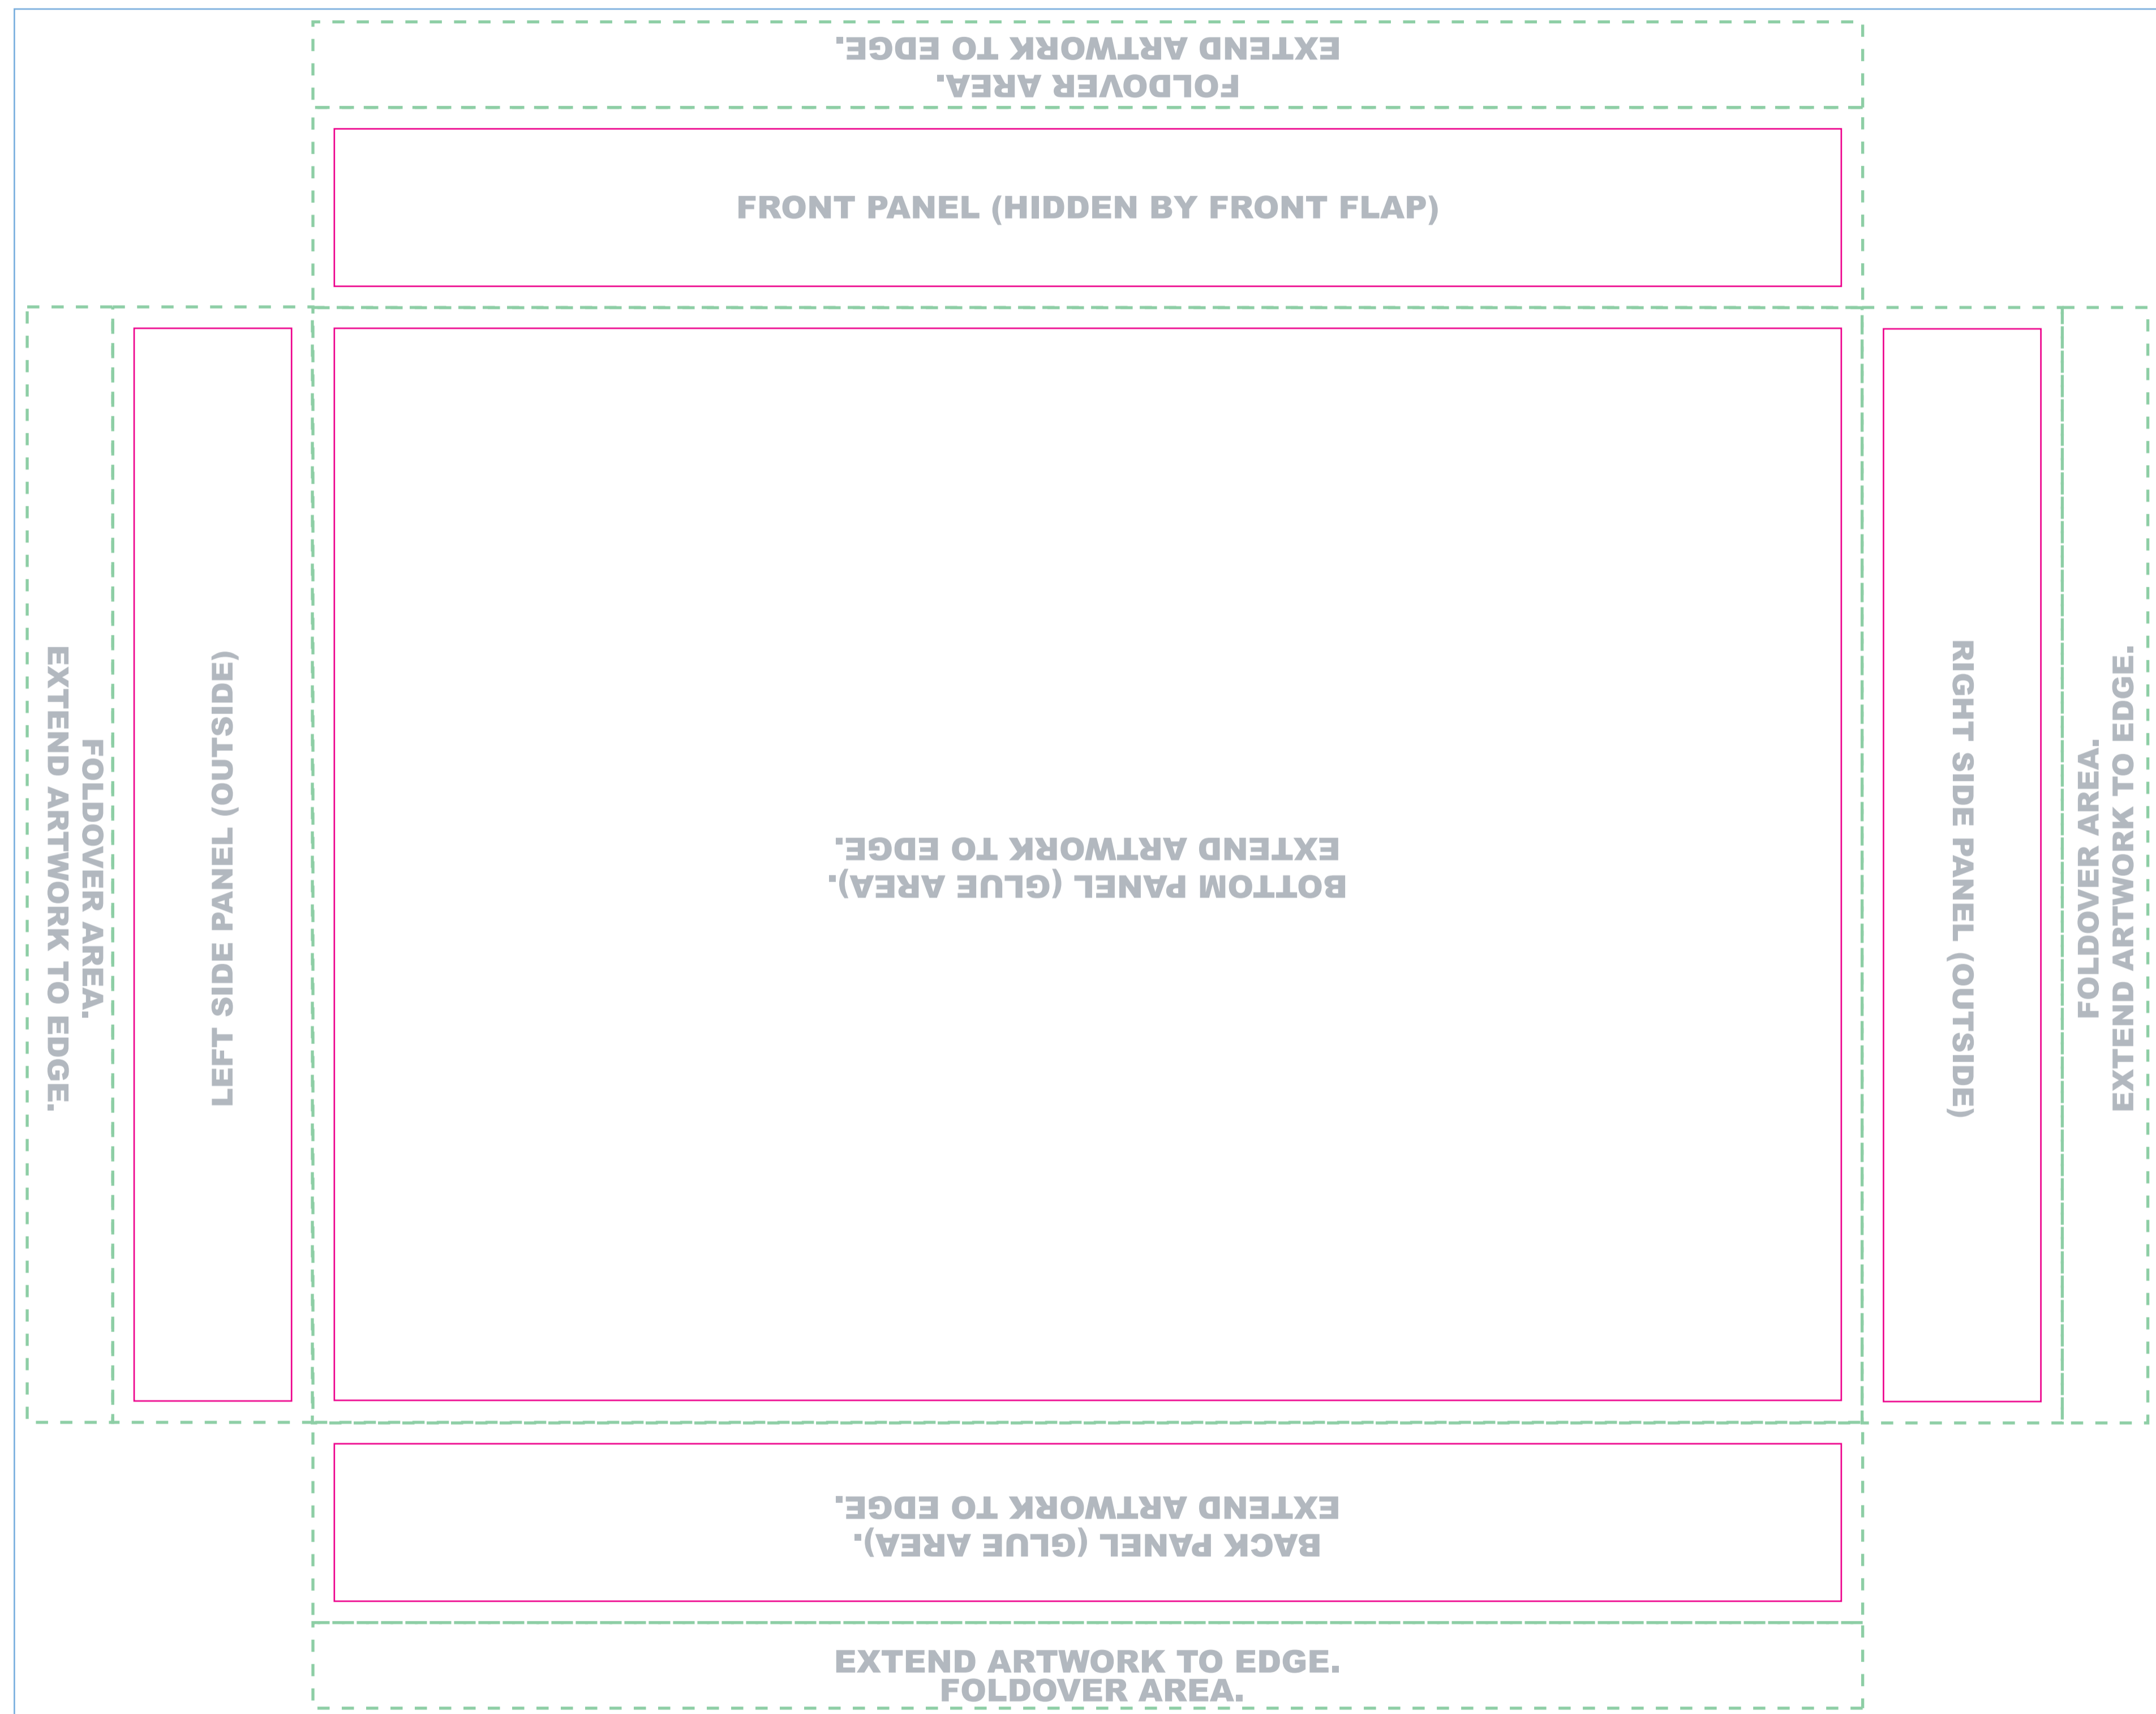 EXTEND ARTWORK TO EDGE.
FOLDOVER AREA.
FRONT PANEL (HIDDEN BY FRONT FLAP)
FOLDOVER AREA.
EXTEND ARTWORK TO EDGE.
LEFT SIDE PANEL (OUTSIDE)
BOTTOM PANEL (GLUE AREA).
EXTEND ARTWORK TO EDGE.
RIGHT SIDE PANEL (OUTSIDE)
FOLDOVER AREA.
EXTEND ARTWORK TO EDGE.
BACK PANEL (GLUE AREA).
EXTEND ARTWORK TO EDGE.
EXTEND ARTWORK TO EDGE.
FOLDOVER AREA.